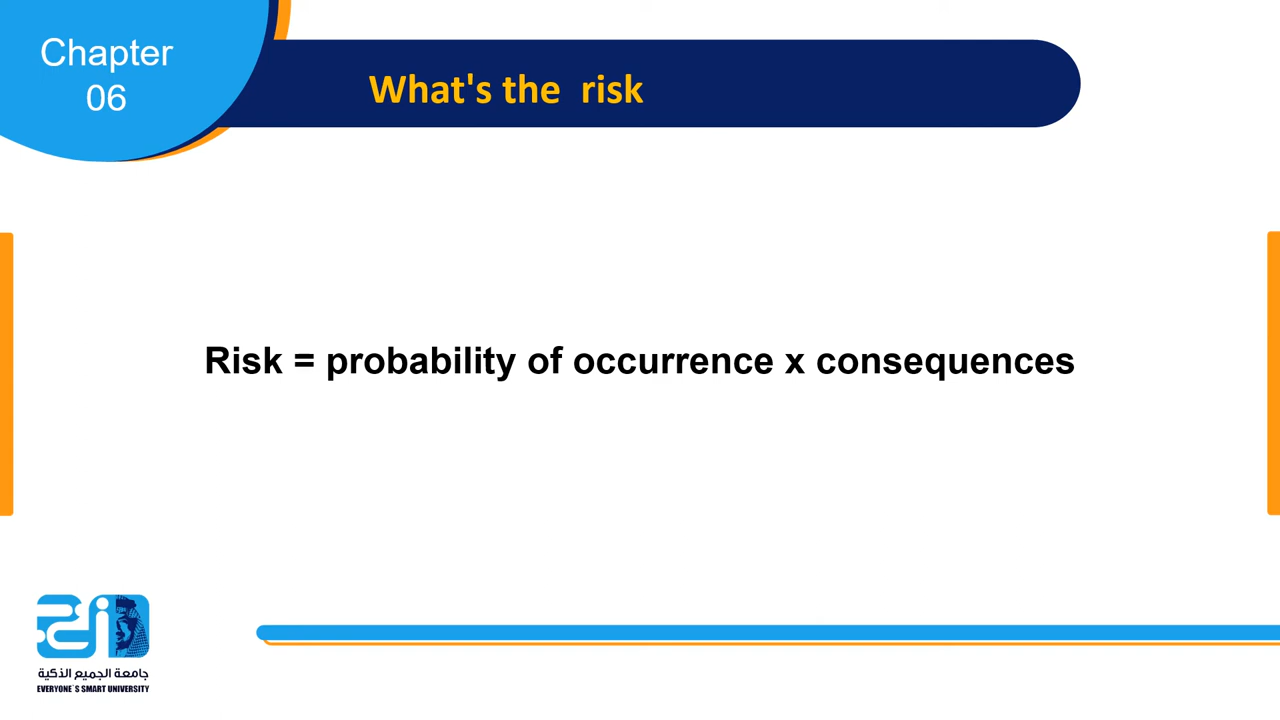 Chapter
06
What's the  risk
Risk = probability of occurrence x consequences
جامعة الجميع الذكية
EVERYONE`S SMART UNIVERSITY